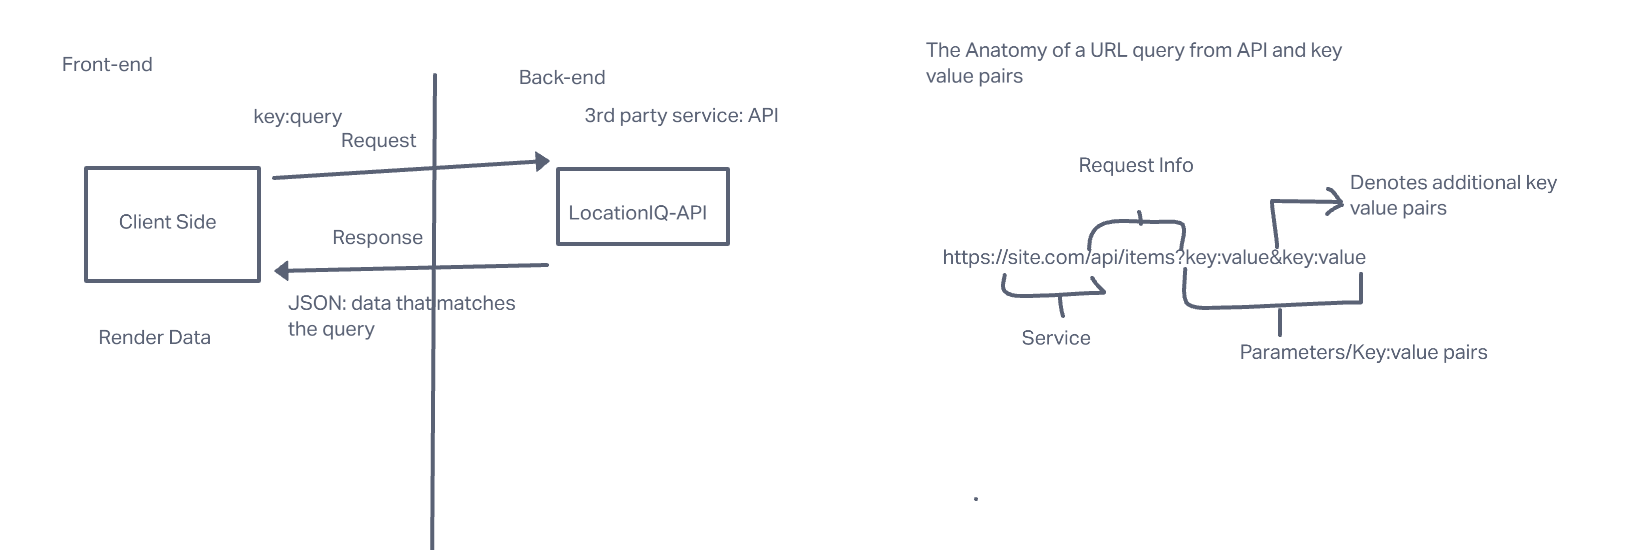 Front-end
Back-end
key:query
3rd party service: API
Request
Client Side
LocationIQ-API
Response
JSON: data that matches
the query
Render Data
The Anatomy of a URL query from API and key
value pairs
Request Info
Denotes additional key
value pairs
https://site.com/api/items?key:value&key:value
Service
Parameters/Key:value pairs